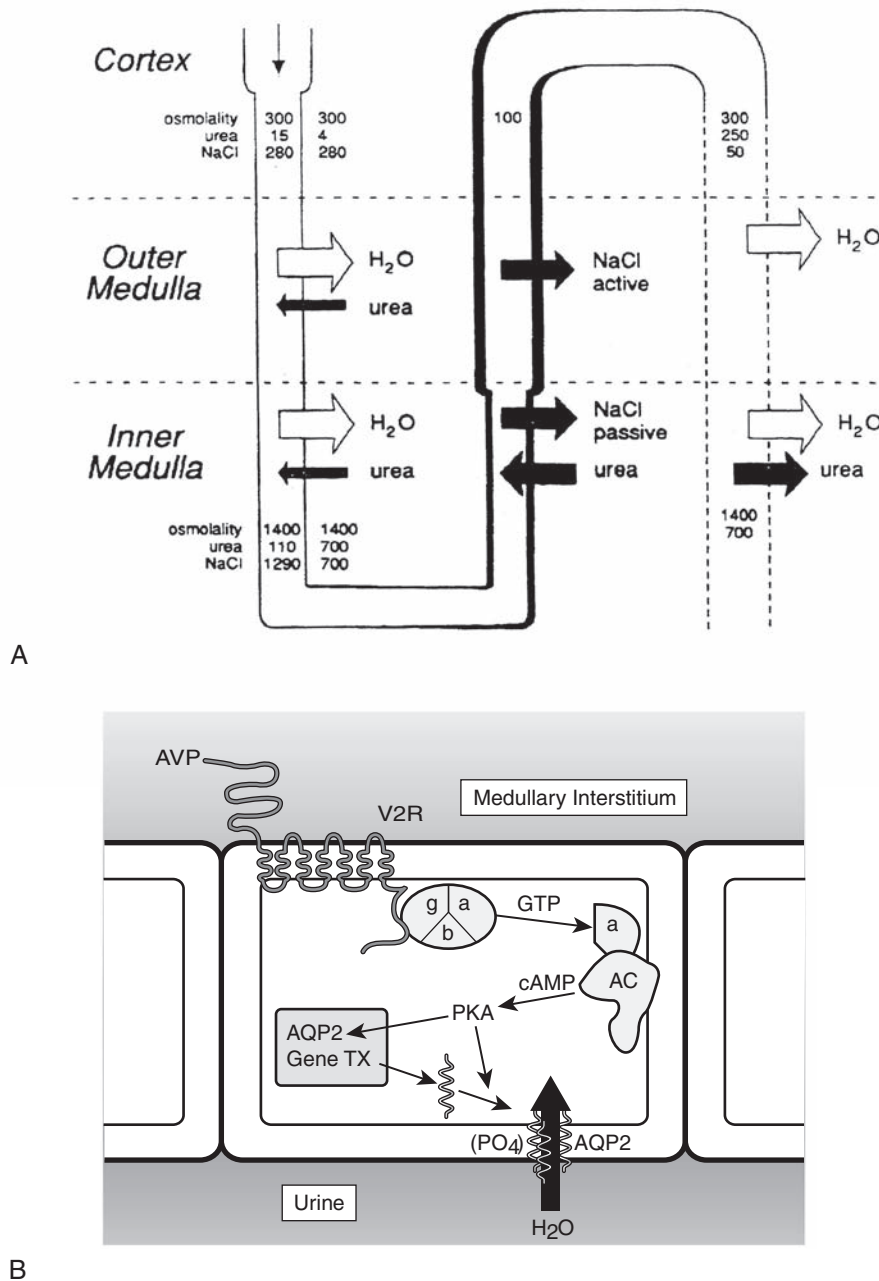 Cortex
osmolality 300 300 100 300
urea 15 4 250
NaCl 280 280 50
Outer
Medulla
H₂O
urea
NaCl
active
H₂O
Inner
Medulla
H₂O
urea
NaCl
passive
urea
H₂O
urea
osmolality 1400 1400 1400
urea 110 700 700
NaCl 1290 700
A
AVP
V2R
Medullary Interstitium
g a
b
GTP
a
AC
cAMP
PKA
AQP2
Gene TX
(PO₄) AQP2
Urine
H₂O
B